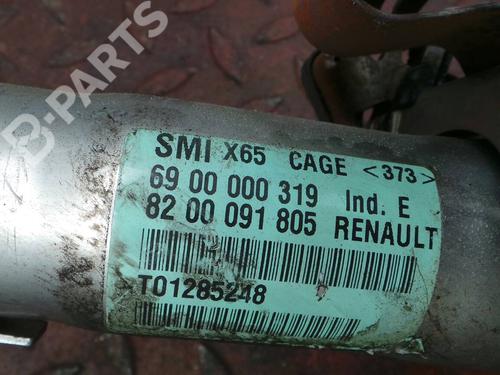 B-PARTS
SMI X65 CAGE <373>
69 00 000 319 Ind. E
82 00 091 805 RENAULT
T01285248